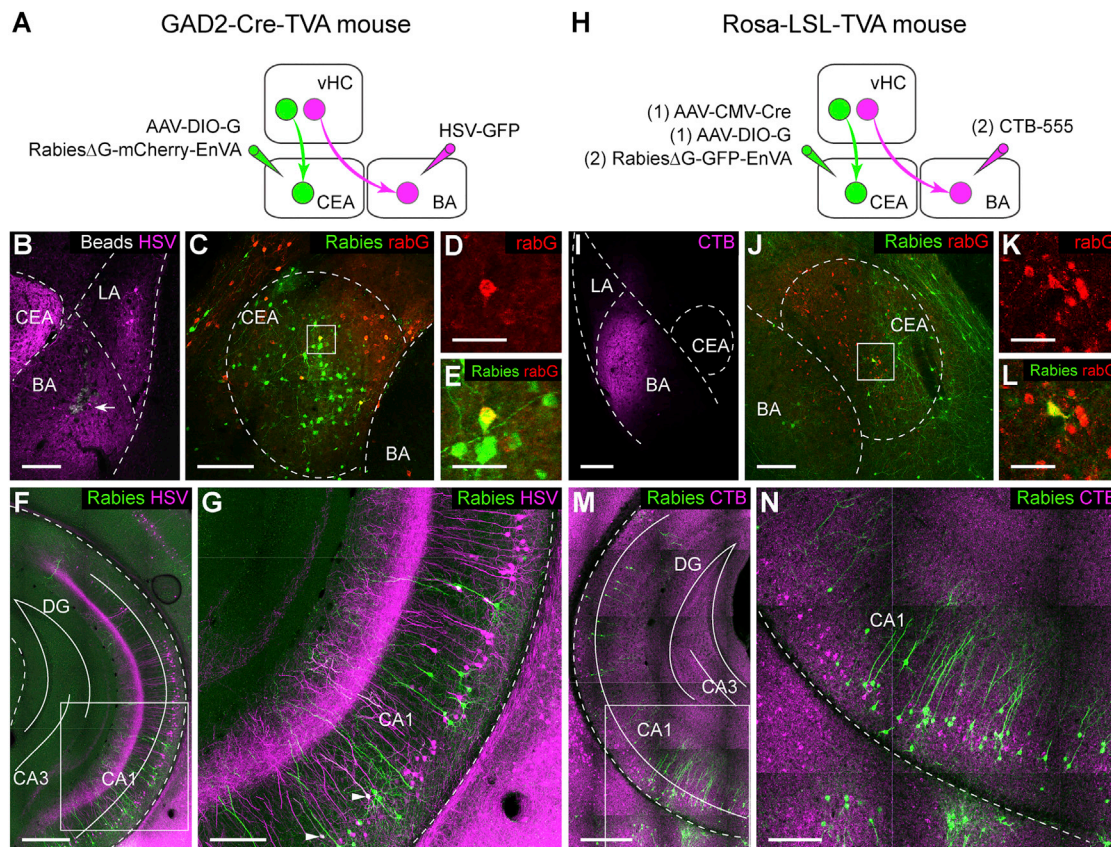 A GAD2-Cre-TVA mouse
vHC
AAV-DIO-G
RabiesΔG-mCherry-EnVA
HSV-GFP
CEA
BA
H Rosa-LSL-TVA mouse
vHC
(1) AAV-CMV-Cre
(1) AAV-DIO-G
(2) RabiesΔG-GFP-EnVA
(2) CTB-555
CEA
BA
B Beads HSV
LA
CEA
BA
C Rabies rabG
CEA
BA
D rabG
E Rabies rabG
I CTB
LA
CEA
BA
J Rabies rabG
CEA
BA
K rabG
L Rabies rabG
F Rabies HSV
DG
CA3
CA1
G Rabies HSV
CA1
M Rabies CTB
DG
CA3
CA1
N Rabies CTB
CA1